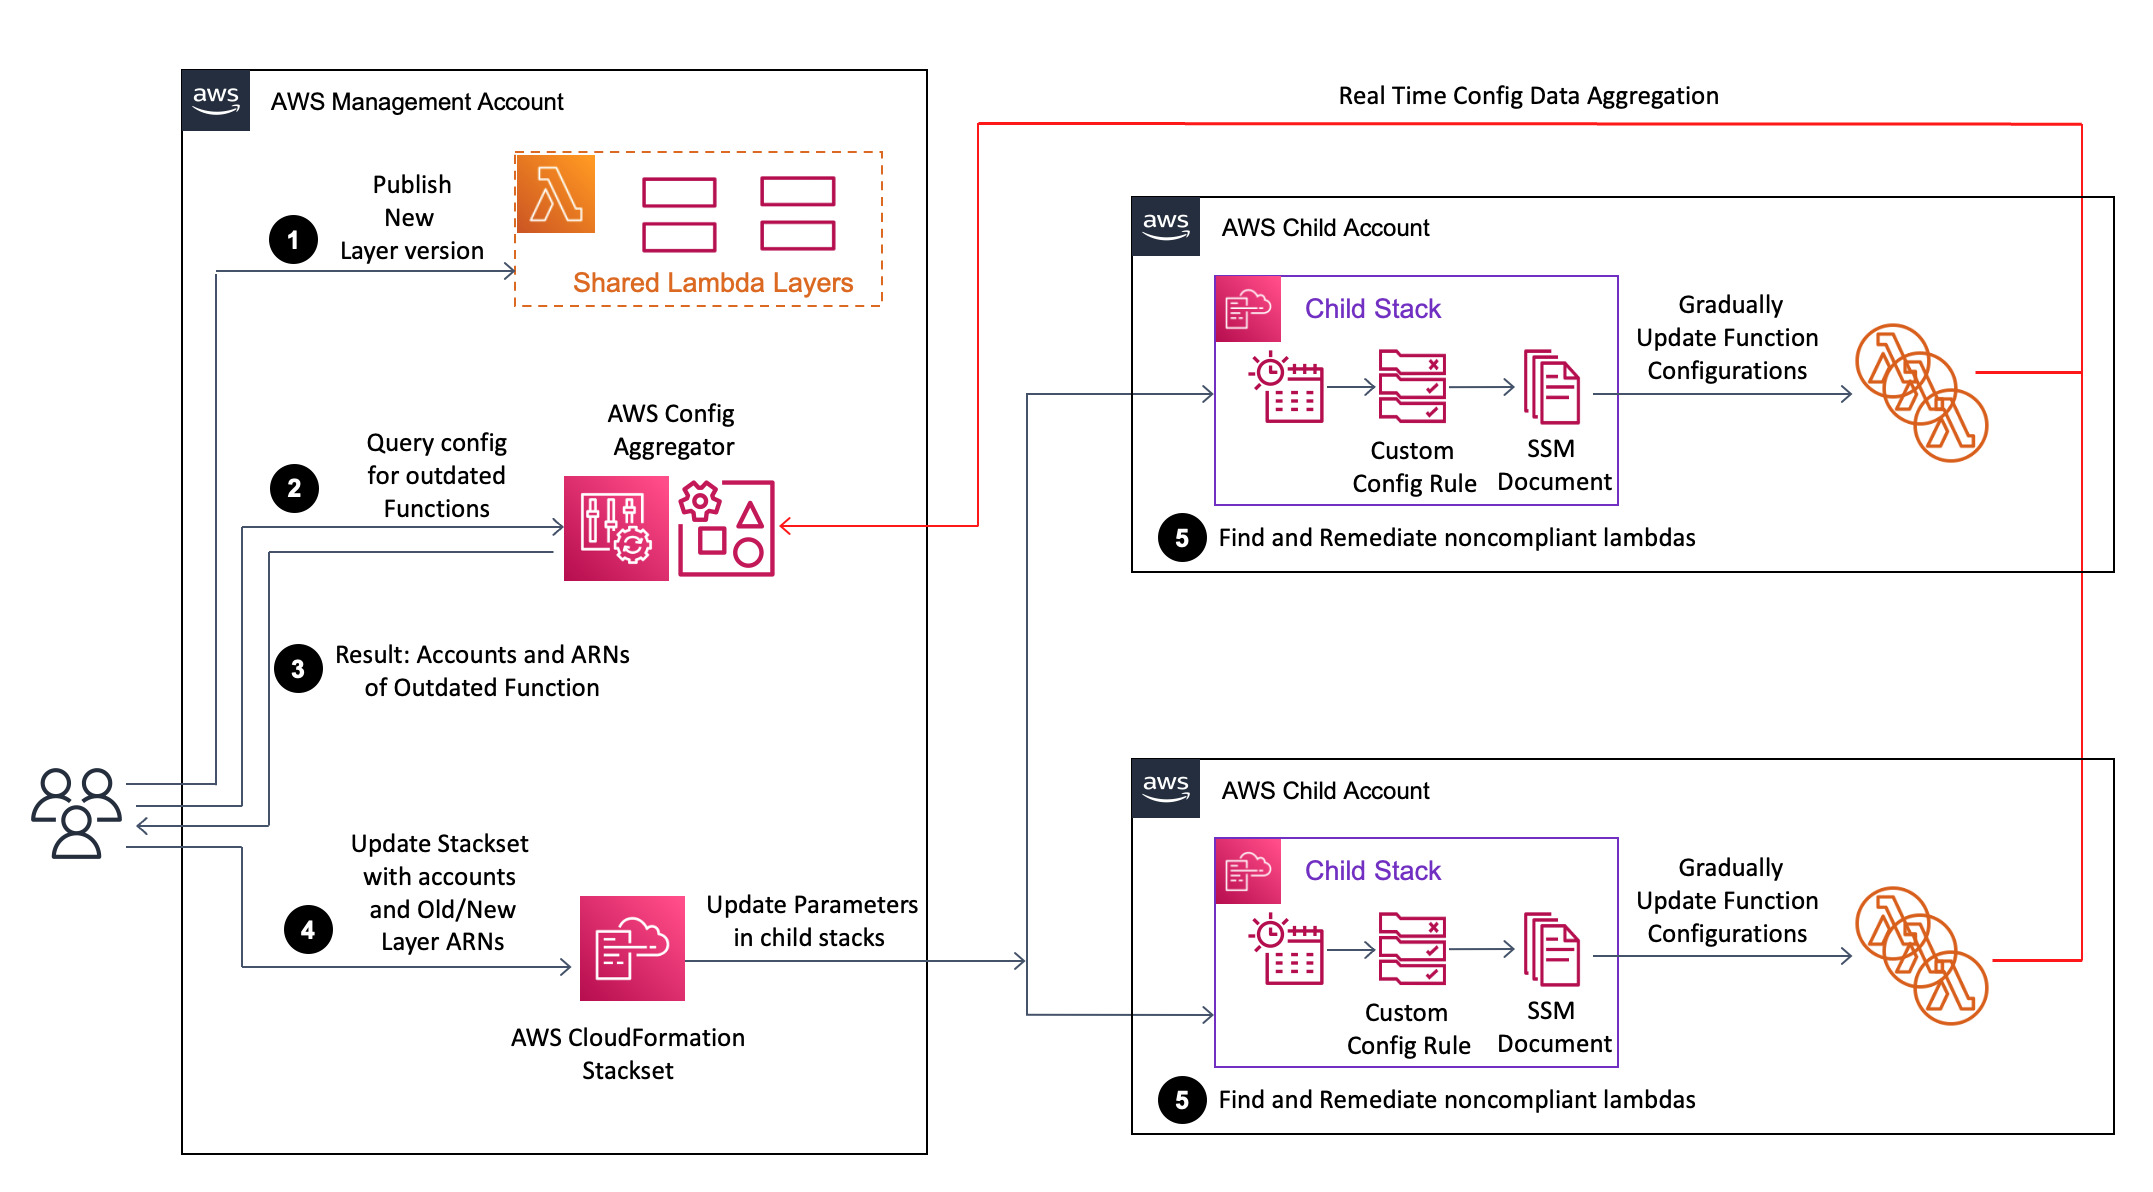 aws
AWS Management Account
Publish
New
Layer version
1
Shared Lambda Layers
AWS Config
Aggregator
Query config
for outdated
Functions
2
3
Result: Accounts and ARNs
of Outdated Function
Update Stackset
with accounts
and Old/New
Layer ARNs
4
Update Parameters
in child stacks
AWS CloudFormation
Stackset
Real Time Config Data Aggregation
aws
AWS Child Account
Child Stack
Custom
Config Rule
SSM
Document
Gradually
Update Function
Configurations
5
Find and Remediate noncompliant lambdas
aws
AWS Child Account
Child Stack
Custom
Config Rule
SSM
Document
Gradually
Update Function
Configurations
5
Find and Remediate noncompliant lambdas